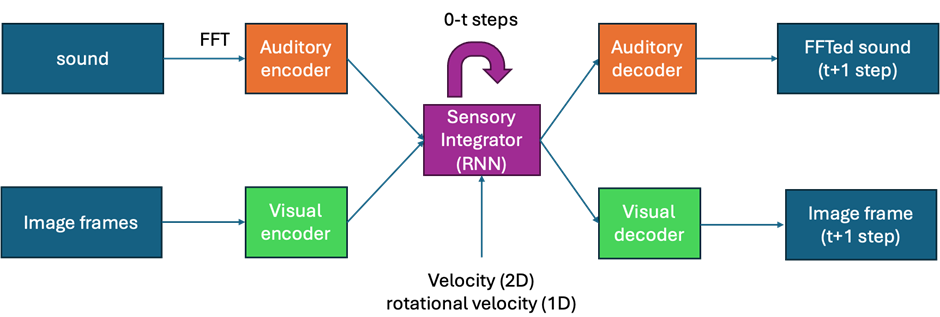 0-t steps
sound
FFT
Auditory
encoder
Auditory
decoder
FFTed sound
(t+1 step)
Sensory
Integrator
(RNN)
Image frames
Visual
encoder
Visual
decoder
Image frame
(t+1 step)
Velocity (2D)
rotational velocity (1D)